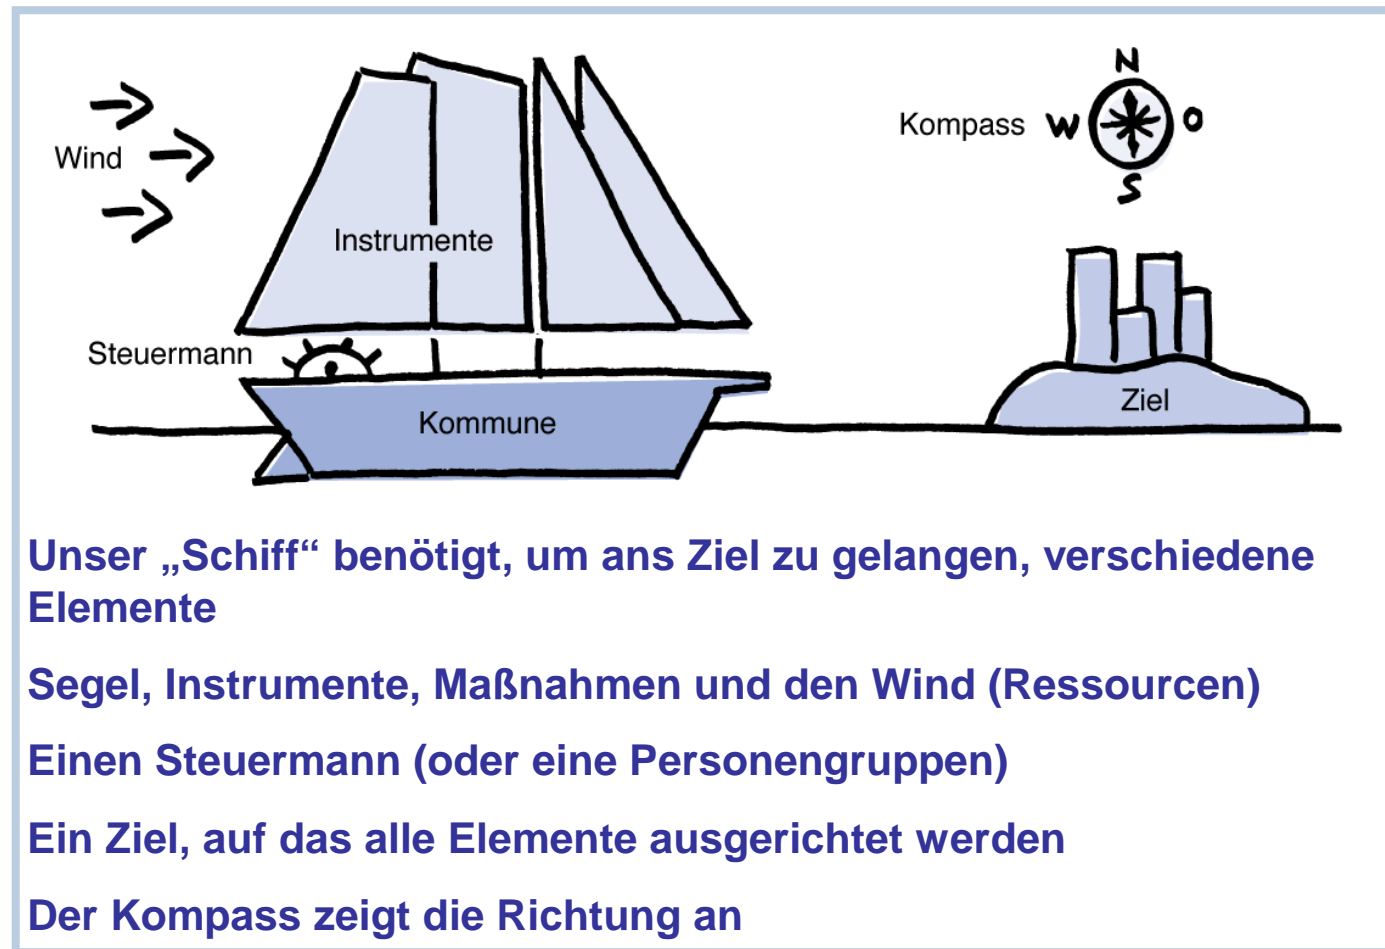 N
Kompass W O
S
Wind
Instrumente
Steuermann
Kommune
Ziel
Unser „Schiff“ benötigt, um ans Ziel zu gelangen, verschiedene
Elemente
Segel, Instrumente, Maßnahmen und den Wind (Ressourcen)
Einen Steuermann (oder eine Personengruppen)
Ein Ziel, auf das alle Elemente ausgerichtet werden
Der Kompass zeigt die Richtung an